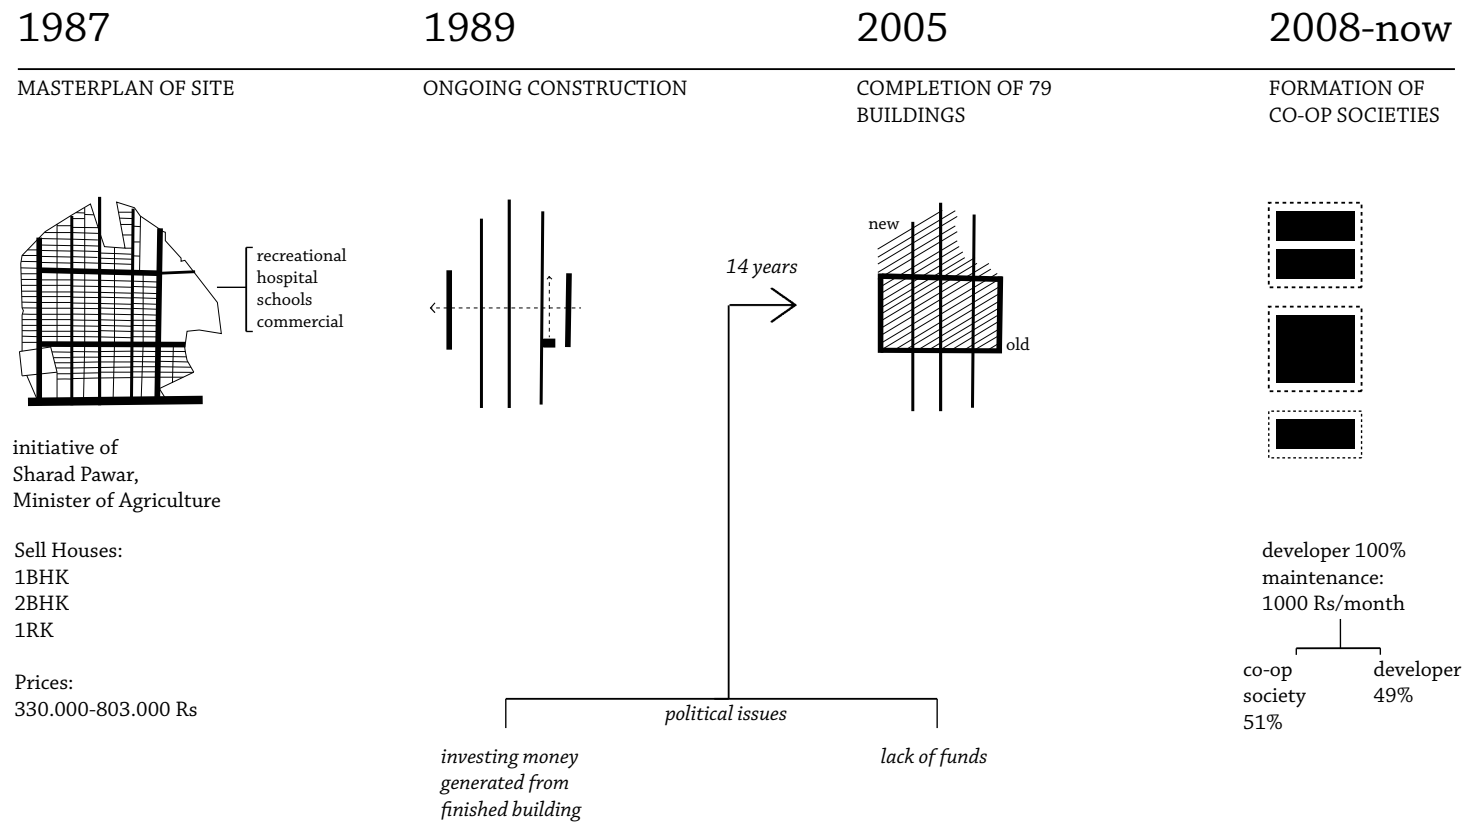 1987
1989
2005
2008-now
MASTERPLAN OF SITE
ONGOING CONSTRUCTION
COMPLETION OF 79
BUILDINGS
FORMATION OF
CO-OP SOCIETIES
recreational
hospital
schools
commercial
14 years
new
old
initiative of
Sharad Pawar,
Minister of Agriculture
Sell Houses:
1BHK
2BHK
1RK
Prices:
330.000-803.000 Rs
political issues
investing money
generated from
finished building
lack of funds
developer 100%
maintenance:
1000 Rs/month
co-op
society
51%
developer
49%